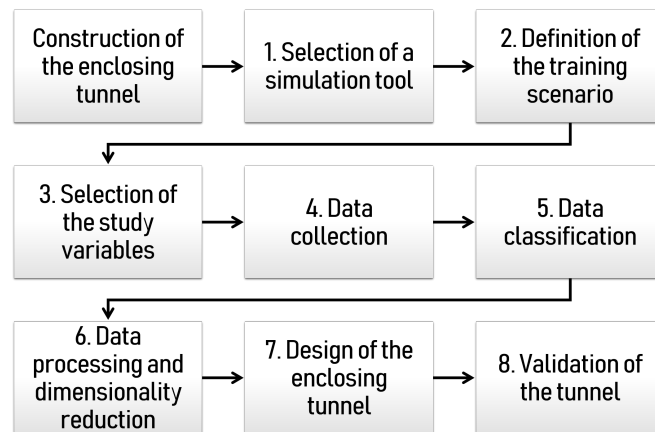 Construction of
the enclosing
tunnel
1. Selection of a
simulation tool
2. Definition of
the training
scenario
3. Selection of
the study
variables
4. Data
collection
5. Data
classification
6. Data
processing and
dimensionality
reduction
7. Design of the
enclosing
tunnel
8. Validation of
the tunnel